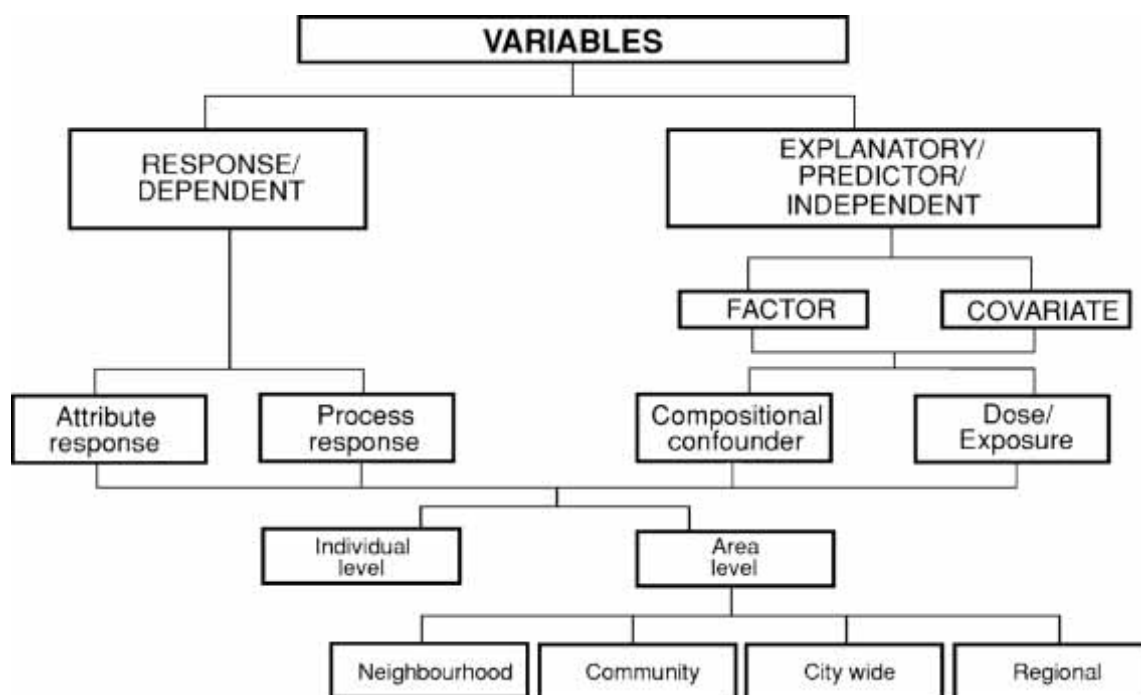 VARIABLES
RESPONSE/
DEPENDENT
EXPLANATORY/
PREDICTOR/
INDEPENDENT
FACTOR
COVARIATE
Attribute
response
Process
response
Compositional
confounder
Dose/
Exposure
Individual
level
Area
level
Neighbourhood
Community
City wide
Regional